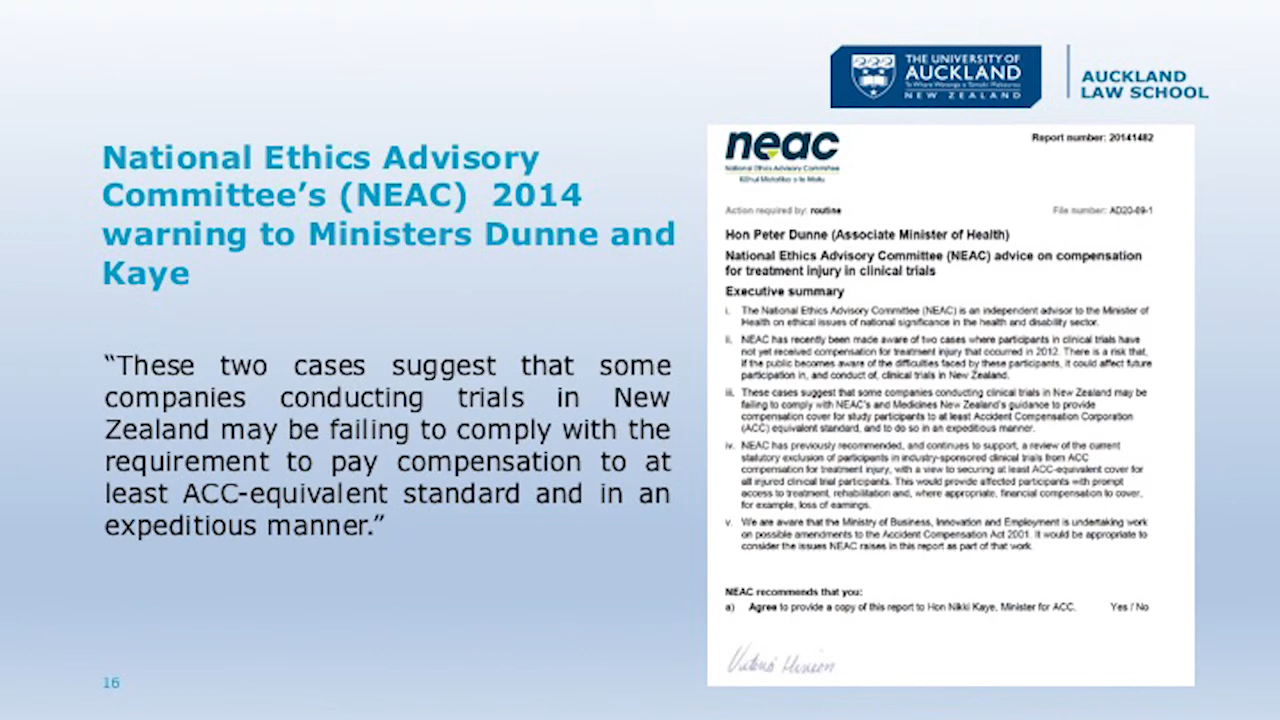 THE UNIVERSITY OF
AUCKLAND
Te Whare Wananga o Tamaki Makaurau
NEW ZEALAND
AUCKLAND
LAW SCHOOL
National Ethics Advisory
Committee’s (NEAC) 2014
warning to Ministers Dunne and
Kaye
“These two cases suggest that some
companies conducting trials in New
Zealand may be failing to comply with the
requirement to pay compensation to at
least ACC-equivalent standard and in an
expeditious manner.”
16
neac
National Ethics Advisory Committee
Kāhui Matatika o te Motu
Report number: 20141482
Action required by: routine
File number: AD20-89-1
Hon Peter Dunne (Associate Minister of Health)
National Ethics Advisory Committee (NEAC) advice on compensation
for treatment injury in clinical trials
Executive summary
i. The National Ethics Advisory Committee (NEAC) is an independent advisor to the Minister of
Health on ethical issues of national significance in the health and disability sector.
ii. NEAC has recently been made aware of two cases where participants in clinical trials have
not yet received compensation for treatment injury that occurred in 2012. There is a risk that,
if the public becomes aware of the difficulties faced by these participants, it could affect future
participation in, and conduct of, clinical trials in New Zealand.
iii. These cases suggest that some companies conducting clinical trials in New Zealand may be
failing to comply with NEAC's and Medicines New Zealand's guidance to provide
compensation cover for study participants to at least Accident Compensation Corporation
(ACC) equivalent standard, and to do so in an expeditious manner.
iv. NEAC has previously recommended, and continues to support, a review of the current
statutory exclusion of participants in industry-sponsored clinical trials from ACC
compensation for treatment injury, with a view to securing at least ACC-equivalent cover for
all injured clinical trial participants. This would provide affected participants with prompt
access to treatment, rehabilitation and, where appropriate, financial compensation to cover,
for example, loss of earnings.
v. We are aware that the Ministry of Business, Innovation and Employment is undertaking work
on possible amendments to the Accident Compensation Act 2001. It would be appropriate to
consider the issues NEAC raises in this report as part of that work.
NEAC recommends that you:
a) Agree to provide a copy of this report to Hon Nikki Kaye, Minister for ACC. Yes / No